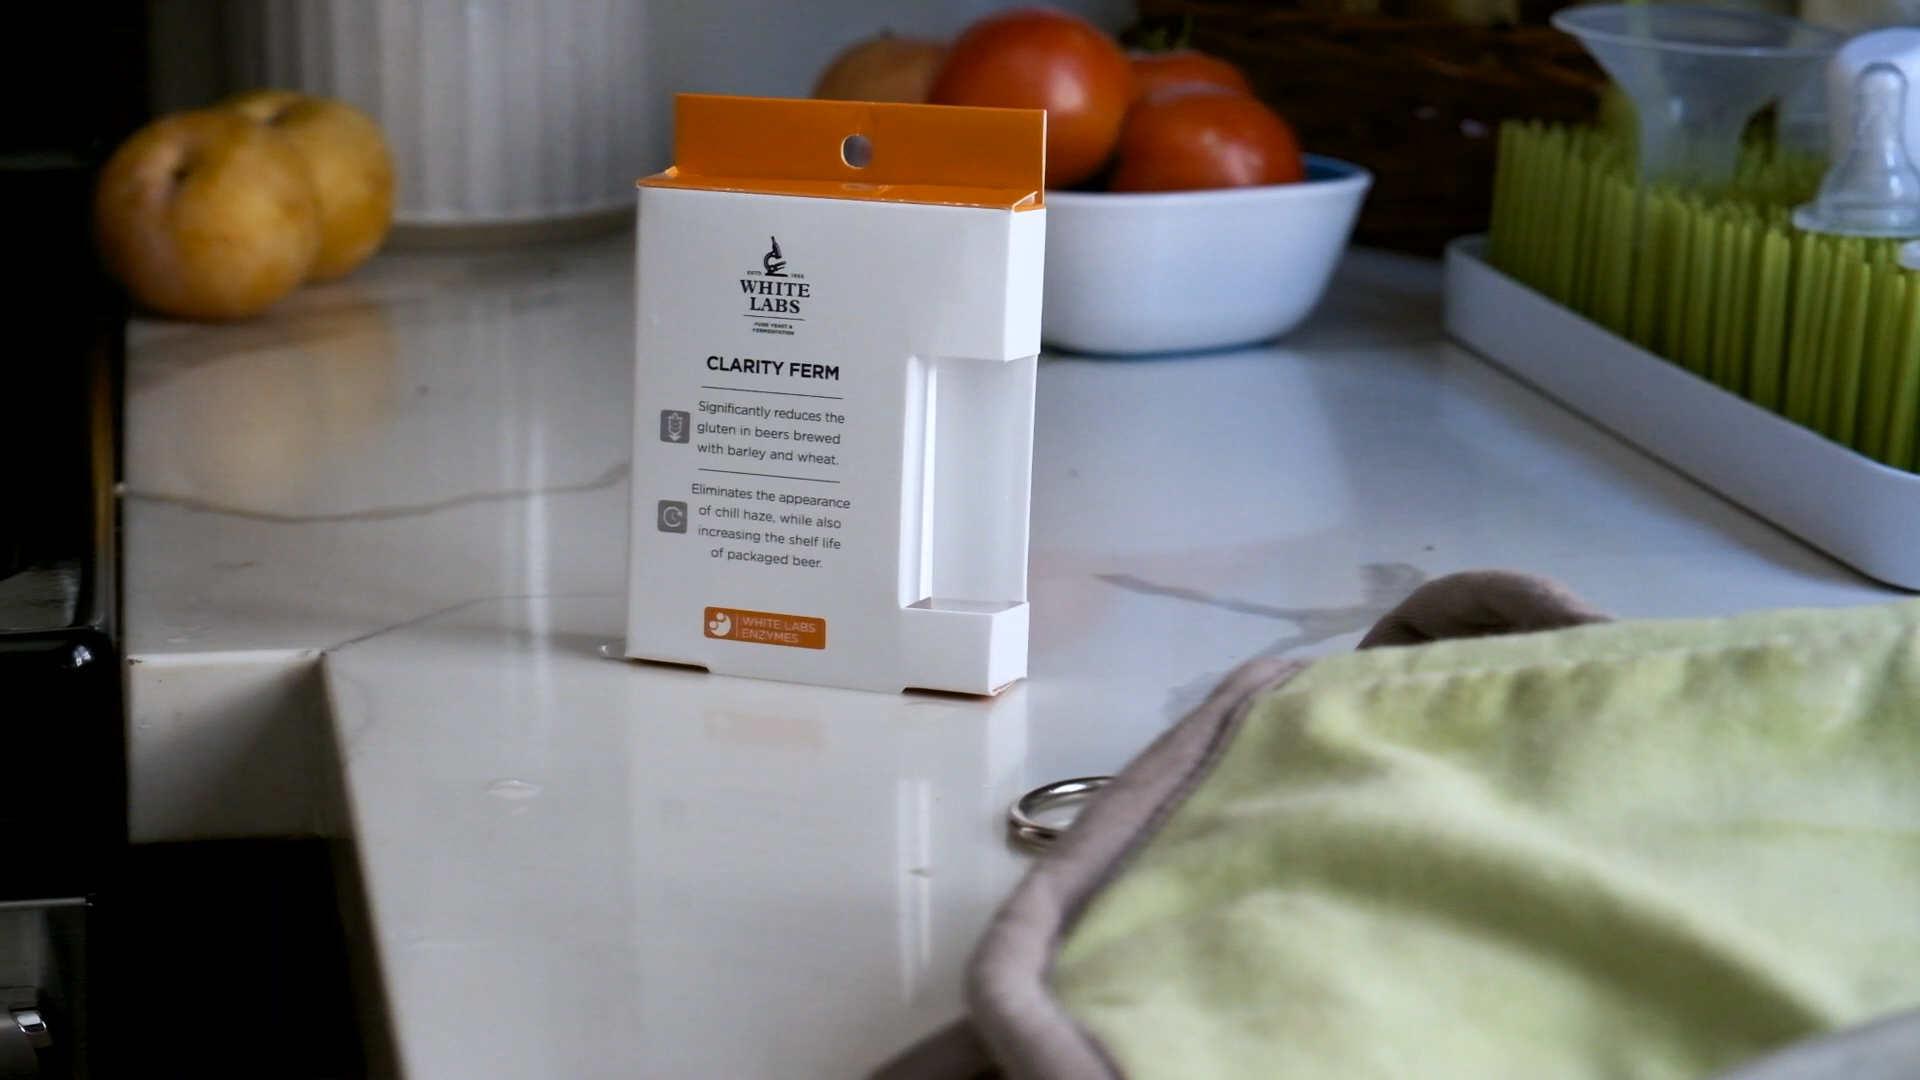 ESTD 1995
WHITE
LABS
PURE YEAST &
FERMENTATION
CLARITY FERM
Significantly reduces the
gluten in beers brewed
with barley and wheat.
Eliminates the appearance
of chill haze, while also
increasing the shelf life
of packaged beer.
WHITE LABS
ENZYMES